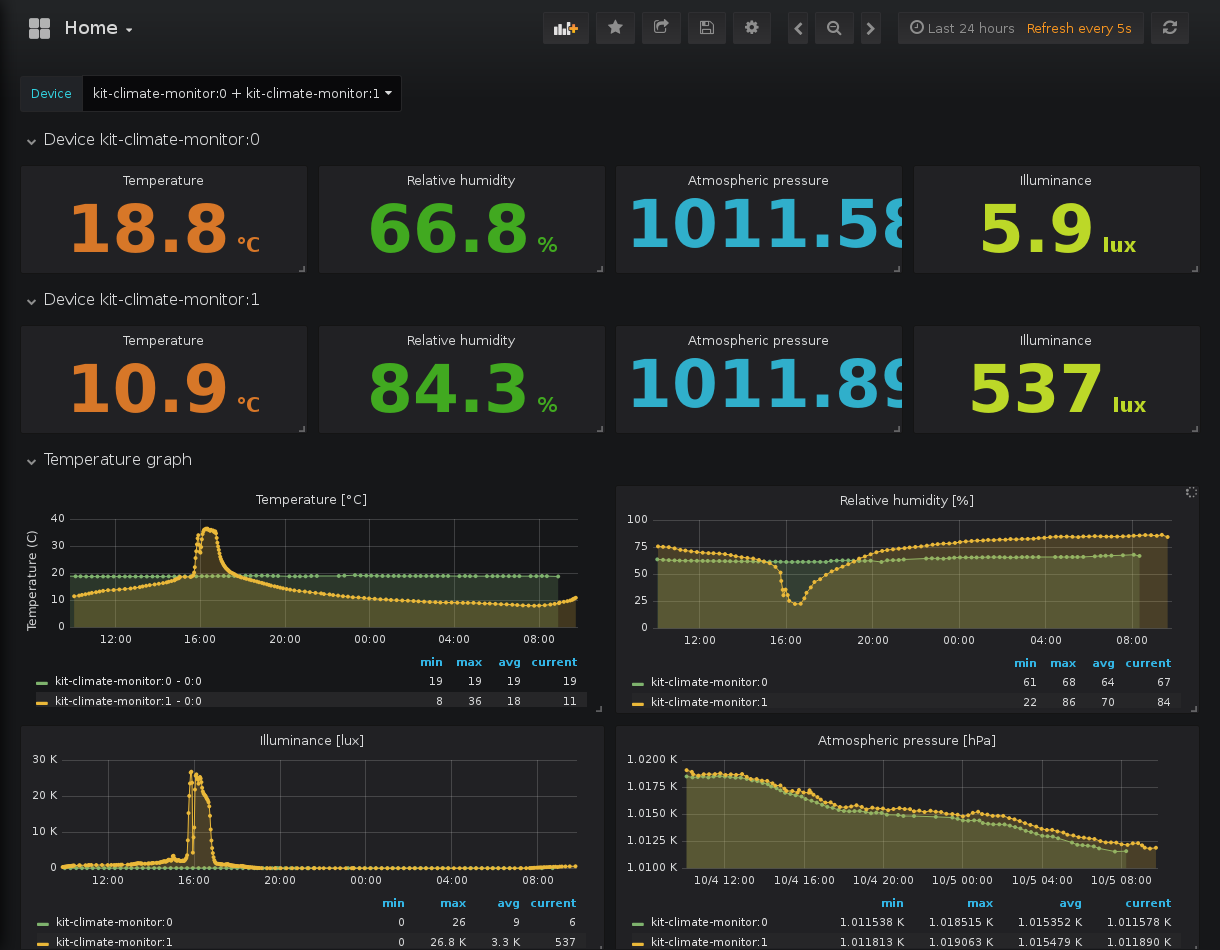 Home
Last 24 hours Refresh every 5s
Device kit-climate-monitor:0 + kit-climate-monitor:1
Device kit-climate-monitor:0
Temperature Relative humidity Atmospheric pressure Illuminance
18.8 °C 66.8 % 1011.58 5.9 lux
Device kit-climate-monitor:1
Temperature Relative humidity Atmospheric pressure Illuminance
10.9 °C 84.3 % 1011.89 537 lux
Temperature graph
Temperature [°C]
Temperature (C)
40
30
20
10
0
12:00 16:00 20:00 00:00 04:00 08:00
min max avg current
kit-climate-monitor:0 - 0:0 19 19 19 19
kit-climate-monitor:1 - 0:0 8 36 18 11
Relative humidity [%]
100
75
50
25
0
12:00 16:00 20:00 00:00 04:00 08:00
min max avg current
kit-climate-monitor:0 61 68 64 67
kit-climate-monitor:1 22 86 70 84
Illuminance [lux]
30 K
20 K
10 K
0
12:00 16:00 20:00 00:00 04:00 08:00
min max avg current
kit-climate-monitor:0 0 26 9 6
kit-climate-monitor:1 0 26.8 K 3.3 K 537
Atmospheric pressure [hPa]
1.0200 K
1.0175 K
1.0150 K
1.0125 K
1.0100 K
10/4 12:00 10/4 16:00 10/4 20:00 10/5 00:00 10/5 04:00 10/5 08:00
min max avg current
kit-climate-monitor:0 1.011538 K 1.018515 K 1.015352 K 1.011578 K
kit-climate-monitor:1 1.011813 K 1.019063 K 1.015479 K 1.011890 K